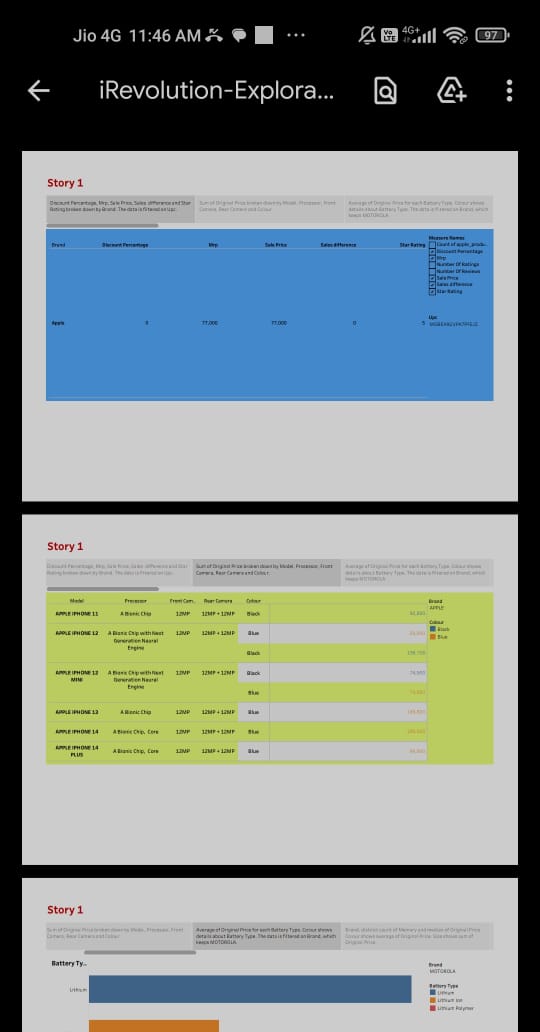 Jio 4G 11:46 AM
Vo LTE 4G+ 97
iRevolution-Explora...
Story 1
Discount Percentage, Mrp, Sale Price, Sales difference and Star
Rating broken down by Brand. The data is filtered on Upc.
Sum of Original Price broken down by Model, Processor, Front
Camera, Rear Camera and Colour.
Average of Original Price for each Battery Type. Colour shows
details about Battery Type. The data is filtered on Brand, which
keeps MOTOROLA.
Brand Discount Percentage Mrp Sale Price Sales difference Star Rating
Measure Names
Count of apple_produ..
Discount Percentage
Mrp
Number Of Ratings
Number Of Reviews
Sale Price
Sales difference
Star Rating
Apple 0 77,000 77,000 0 5
Upc
Story 1
Discount Percentage, Mrp, Sale Price, Sales difference and Star
Rating broken down by Brand. The data is filtered on Upc.
Sum of Original Price broken down by Model, Processor, Front
Camera, Rear Camera and Colour.
Average of Original Price for each Battery Type. Colour shows
details about Battery Type. The data is filtered on Brand, which
keeps MOTOROLA.
Model Processor Front Cam.. Rear Camera Colour
Brand
APPLE
Colour
Black
Blue
APPLE IPHONE 11 A Bionic Chip 12MP 12MP + 12MP Black
APPLE IPHONE 12 A Bionic Chip with Next 12MP 12MP + 12MP Blue
Generation Neural
Engine
Black
APPLE IPHONE 12 A Bionic Chip with Next 12MP 12MP + 12MP Black
MINI Generation Neural
Engine
Blue
APPLE IPHONE 13 A Bionic Chip 12MP 12MP + 12MP Blue
APPLE IPHONE 14 A Bionic Chip, Core 12MP 12MP + 12MP Blue
APPLE IPHONE 14 A Bionic Chip, Core 12MP 12MP + 12MP Blue
PLUS
Story 1
Sum of Original Price broken down by Model, Processor, Front
Camera, Rear Camera and Colour.
Average of Original Price for each Battery Type. Colour shows
details about Battery Type. The data is filtered on Brand, which
keeps MOTOROLA.
Brand, distinct count of Memory and median of Original Price.
Colour shows average of Original Price. Size shows sum of
Original Price.
Battery Ty..
Lithium
Brand
MOTOROLA
Battery Type
Lithium
Lithium Ion
Lithium Polymer